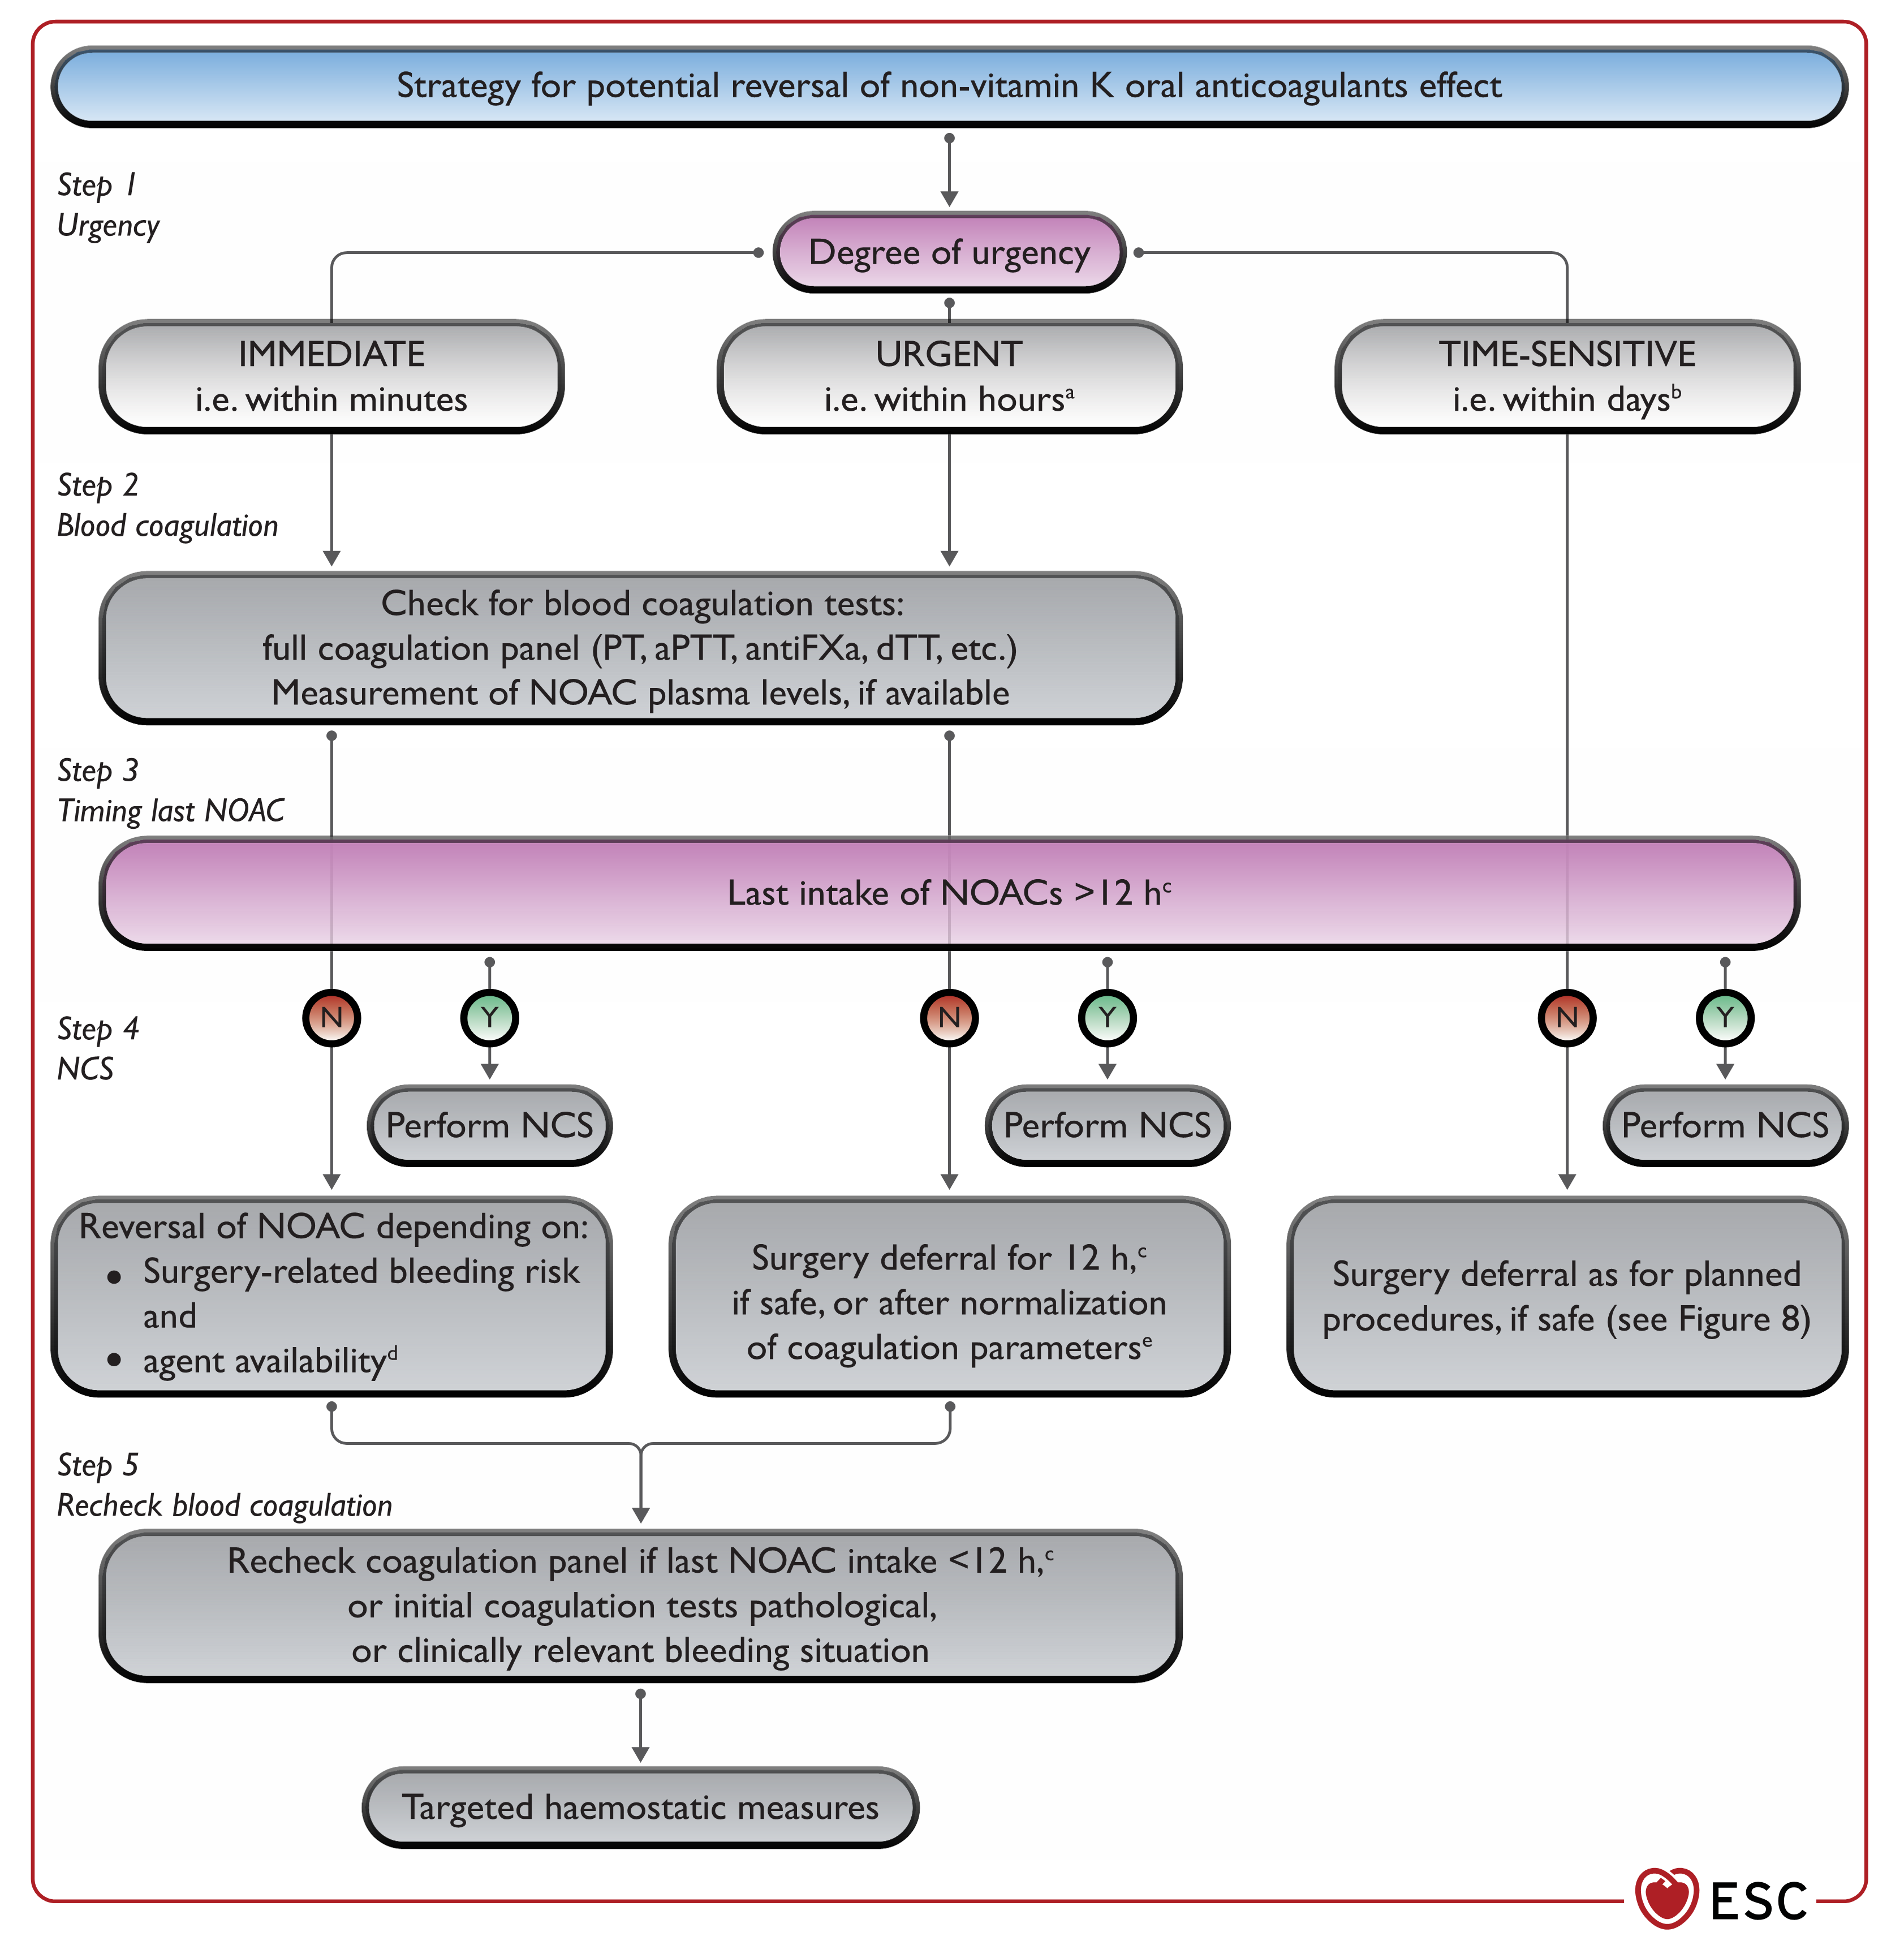 Strategy for potential reversal of non-vitamin K oral anticoagulants effect
Step 1
Urgency
Degree of urgency
IMMEDIATE
i.e. within minutes
URGENT
i.e. within hoursᵃ
TIME-SENSITIVE
i.e. within daysᵇ
Step 2
Blood coagulation
Check for blood coagulation tests:
full coagulation panel (PT, aPTT, antiFXa, dTT, etc.)
Measurement of NOAC plasma levels, if available
Step 3
Timing last NOAC
Last intake of NOACs >12 hᶜ
Step 4
NCS
N
Y
N
Y
N
Y
Perform NCS
Perform NCS
Perform NCS
Reversal of NOAC depending on:
• Surgery-related bleeding risk
and
• agent availabilityᵈ
Surgery deferral for 12 h,ᶜ
if safe, or after normalization
of coagulation parametersᵉ
Surgery deferral as for planned
procedures, if safe (see Figure 8)
Step 5
Recheck blood coagulation
Recheck coagulation panel if last NOAC intake <12 h,ᶜ
or initial coagulation tests pathological,
or clinically relevant bleeding situation
Targeted haemostatic measures
ESC